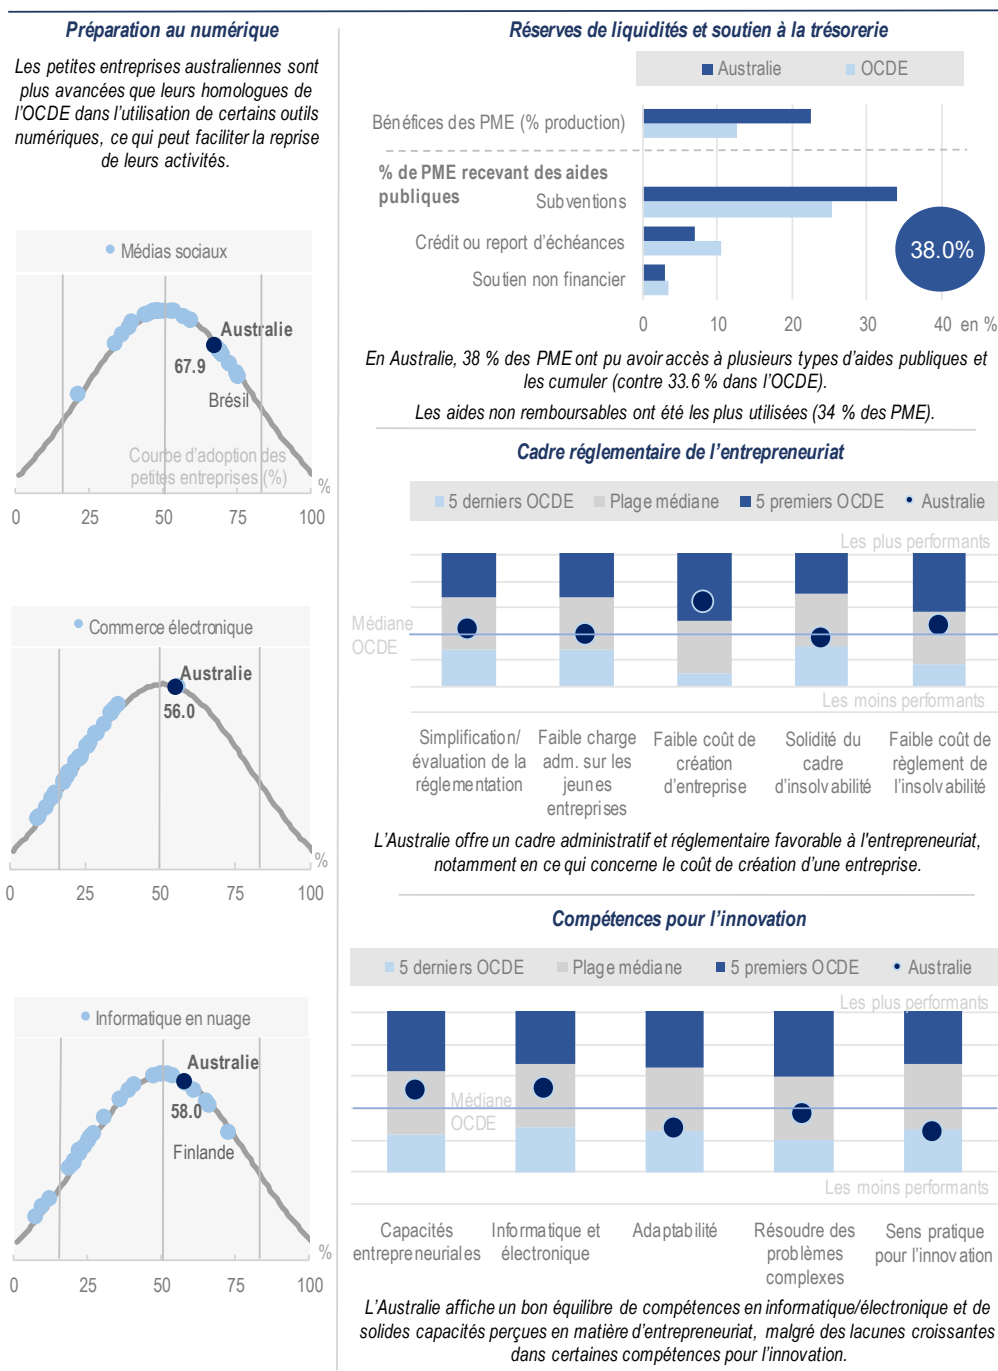 Préparation au numérique
Les petites entreprises australiennes sont
plus avancées que leurs homologues de
l'OCDE dans l'utilisation de certains outils
numériques, ce qui peut faciliter la reprise
de leurs activités.
Médias sociaux
Australie
67.9
Brésil
Courbe d'adoption des
petites entreprises (%)
%
0 25 50 75 100
Commerce électronique
Australie
56.0
%
0 25 50 75 100
Informatique en nuage
Australie
58.0
Finlande
%
0 25 50 75 100
Réserves de liquidités et soutien à la trésorerie
Australie OCDE
Bénéfices des PME (% production)
% de PME recevant des aides
publiques
Subventions
Crédit ou report d'échéances
Soutien non financier
38.0%
0 10 20 30 40 en %
En Australie, 38 % des PME ont pu avoir accès à plusieurs types d'aides publiques et
les cumuler (contre 33.6 % dans l'OCDE).
Les aides non remboursables ont été les plus utilisées (34 % des PME).
Cadre réglementaire de l'entrepreneuriat
5 derniers OCDE Plage médiane 5 premiers OCDE Australie
Les plus performants
Médiane
OCDE
Les moins performants
Simplification/
évaluation de la
réglementation
Faible charge
adm. sur les
jeunes
entreprises
Faible coût de
création
d'entreprise
Solidité du
cadre
d'insolvabilité
Faible coût de
règlement de
l'insolvabilité
L'Australie offre un cadre administratif et réglementaire favorable à l'entrepreneuriat,
notamment en ce qui concerne le coût de création d'une entreprise.
Compétences pour l'innovation
5 derniers OCDE Plage médiane 5 premiers OCDE Australie
Les plus performants
Médiane
OCDE
Les moins performants
Capacités
entrepreneuriales
Informatique et
électronique
Adaptabilité
Résoudre des
problèmes
complexes
Sens pratique
pour l'innovation
L'Australie affiche un bon équilibre de compétences en informatique/électronique et de
solides capacités perçues en matière d'entrepreneuriat, malgré des lacunes croissantes
dans certaines compétences pour l'innovation.